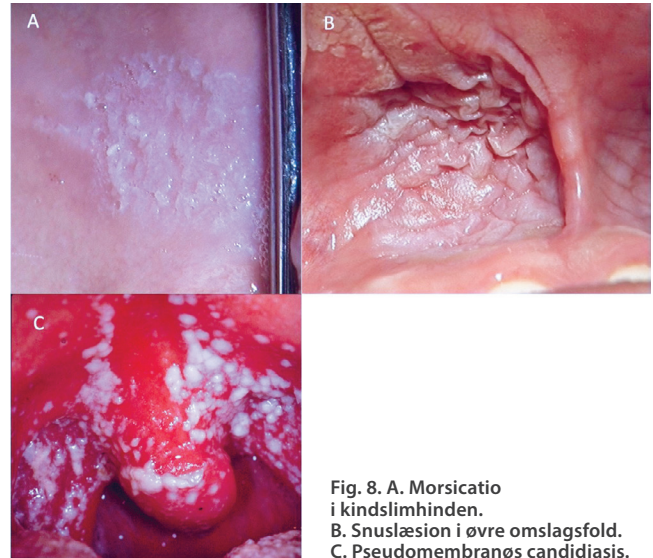 A
B
C
Fig. 8. A. Morsicatio
i kindslimhinden.
B. Snuslæsion i øvre omslagsfold.
C. Pseudomembranøs candidiasis.